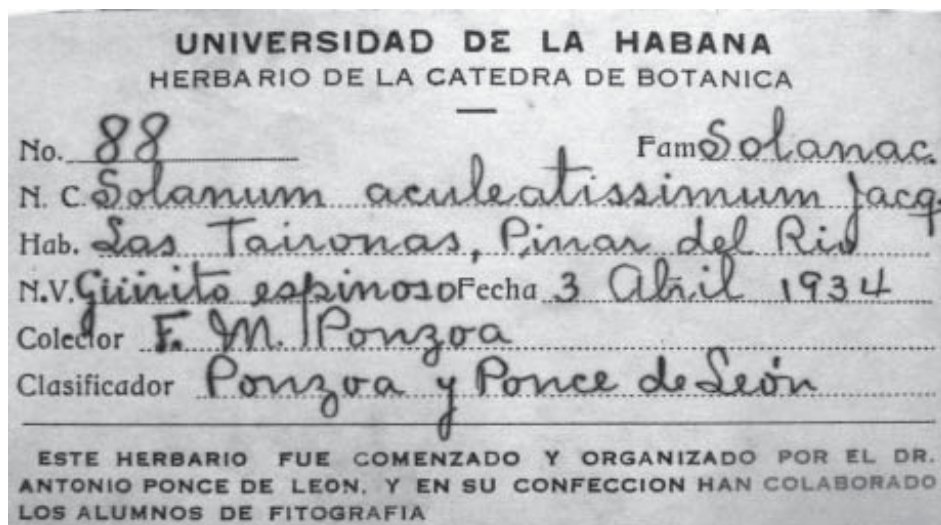 UNIVERSIDAD DE LA HABANA
HERBARIO DE LA CATEDRA DE BOTANICA
No. 88 Fam Solanac.
N. C. Solanum aculeatissimum Jacq.
Hab. Las Taironas, Pinar del Rio
N.V. Güirito espinoso Fecha 3 Abril 1934
Colector F. M. Ponzoa
Clasificador Ponzoa y Ponce de León
ESTE HERBARIO FUE COMENZADO Y ORGANIZADO POR EL DR.
ANTONIO PONCE DE LEON, Y EN SU CONFECCION HAN COLABORADO
LOS ALUMNOS DE FITOGRAFIA